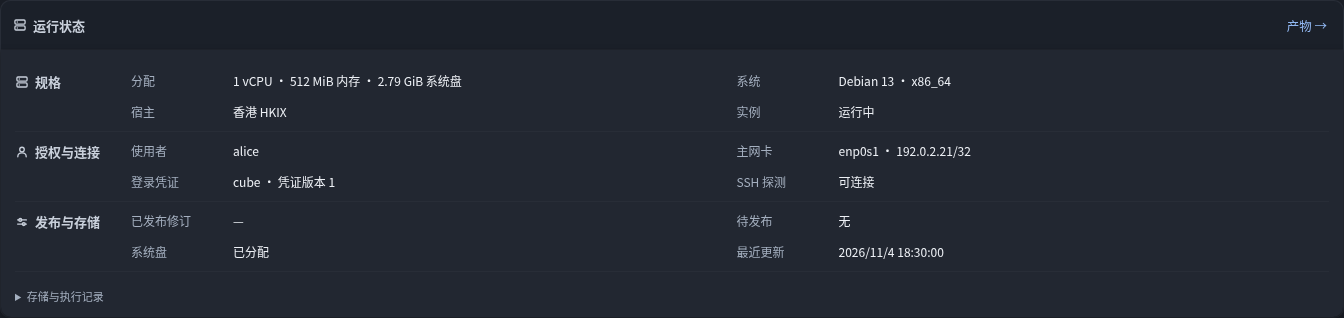 运行状态 产物 →
规格 分配 1 vCPU • 512 MiB 内存 • 2.79 GiB 系统盘 系统 Debian 13 • x86_64
宿主 香港 HKIX 实例 运行中
授权与连接 使用者 alice 主网卡 enp0s1 • 192.0.2.21/32
登录凭证 cube • 凭证版本 1 SSH 探测 可连接
发布与存储 已发布修订 — 待发布 无
系统盘 已分配 最近更新 2026/11/4 18:30:00
▶ 存储与执行记录